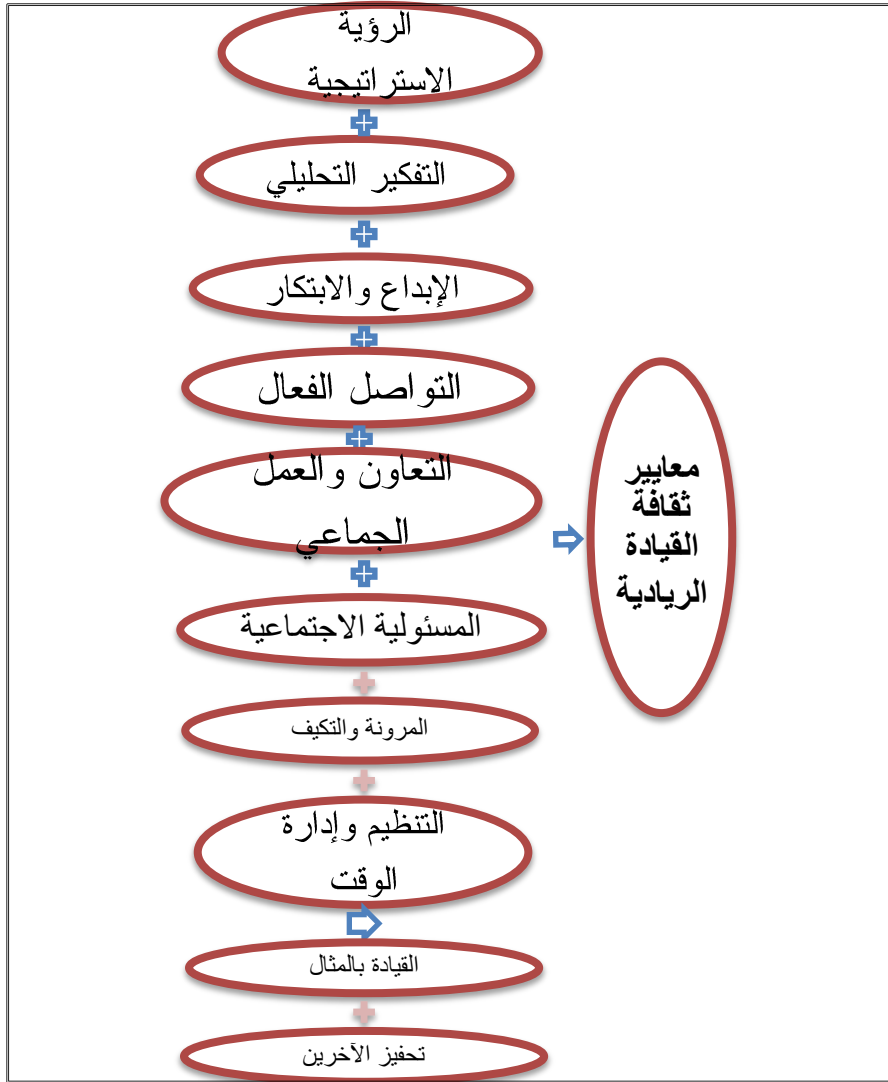 الرؤية
الاستراتيجية
التفكير التحليلي
الإبداع والابتكار
التواصل الفعال
التعاون والعمل
الجماعي
المسئولية الاجتماعية
المرونة والتكيف
التنظيم وإدارة
الوقت
القيادة بالمثال
تحفيز الآخرين
معايير
ثقافة
القيادة
الريادية